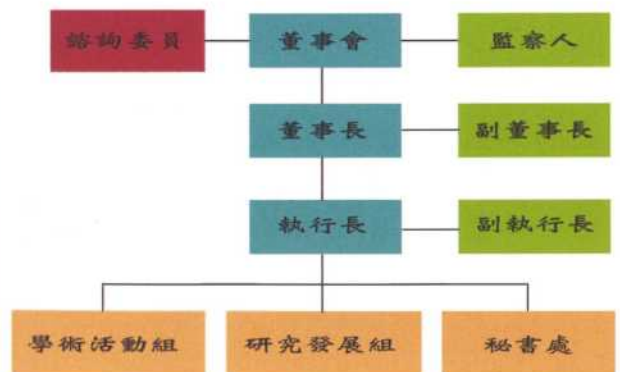 諮詢委員 董事會 監察人
董事長 副董事長
執行長 副執行長
學術活動組 研究發展組 秘書處